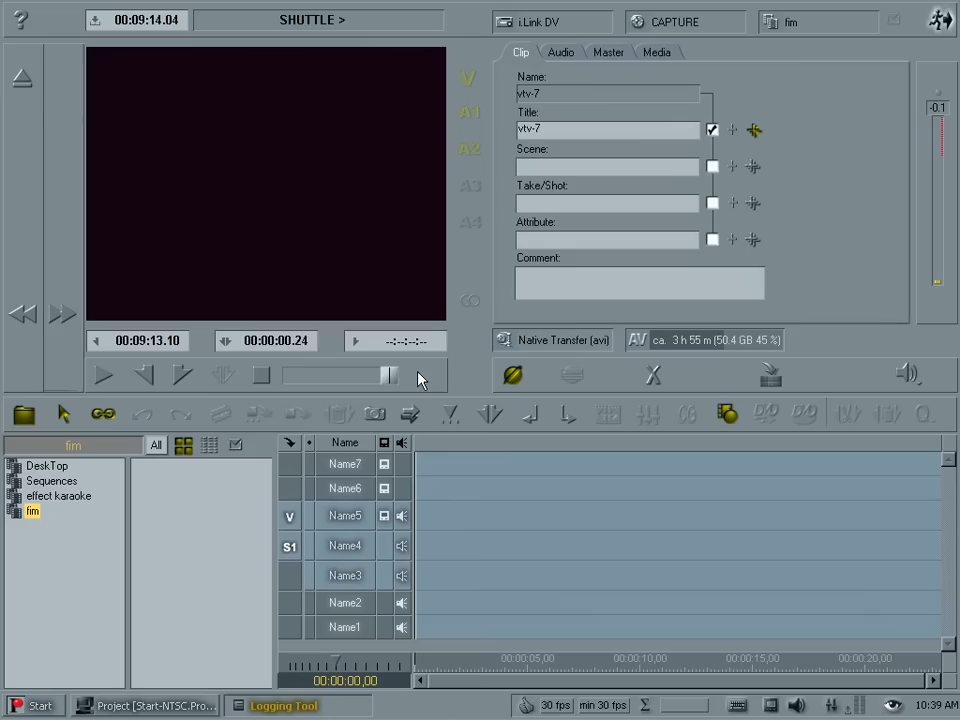 ?
00:09:14.04
SHUTTLE >
i.Link DV
CAPTURE
fim
Clip
Audio
Master
Media
Name:
vtv-7
Title:
vtv-7
Scene:
Take/Shot:
Attribute:
Comment:
V
A1
A2
A3
A4
-0.1
00:09:13.10
00:00:00.24
--:--:--:--
Native Transfer (avi)
AV ca. 3 h 55 m (50.4 GB 45 %)
fim
All
Name
DeskTop
Sequences
effect karaoke
fim
Name7
Name6
V Name5
S1 Name4
Name3
Name2
Name1
00:00:05,00 00:00:10,00 00:00:15,00 00:00:20,00
00:00:00,00
Start
Project [Start-NTSC.Pro...
Logging Tool
30 fps
min 30 fps
Σ
10:39 AM